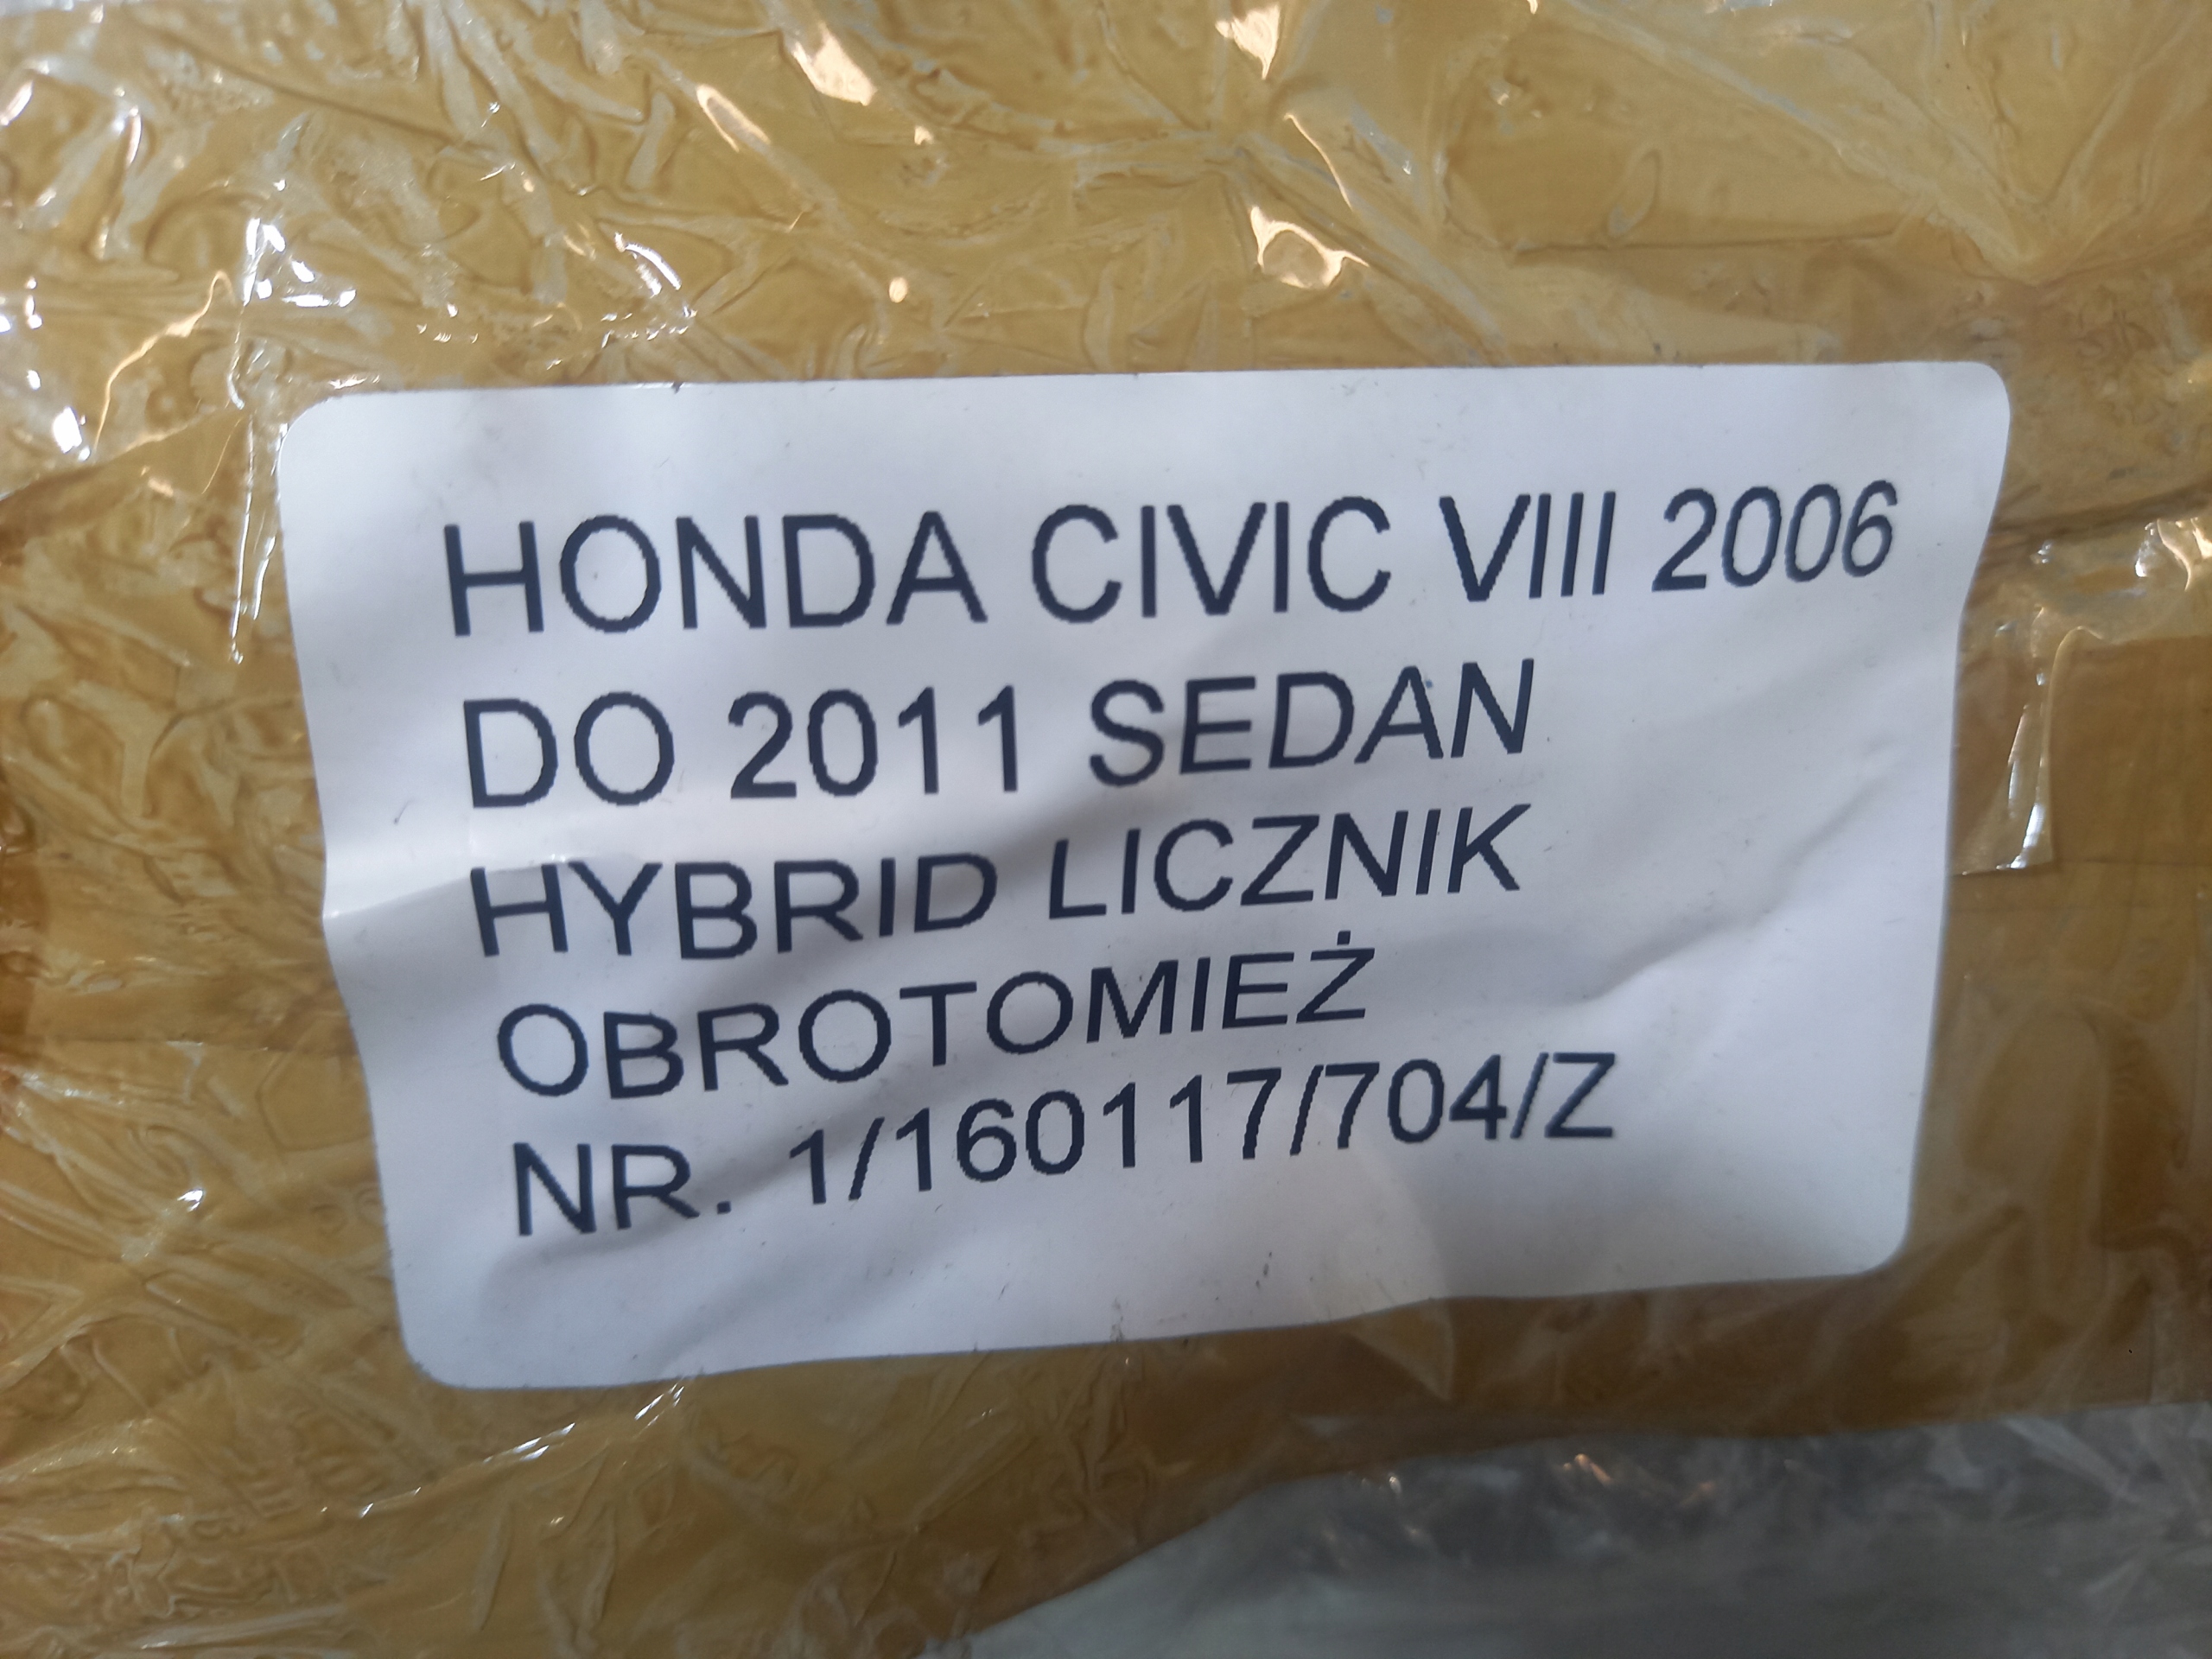 HONDA CIVIC VIII 2006
DO 2011 SEDAN
HYBRID LICZNIK
OBROTOMIEŻ
NR. 1/160117/704/Z